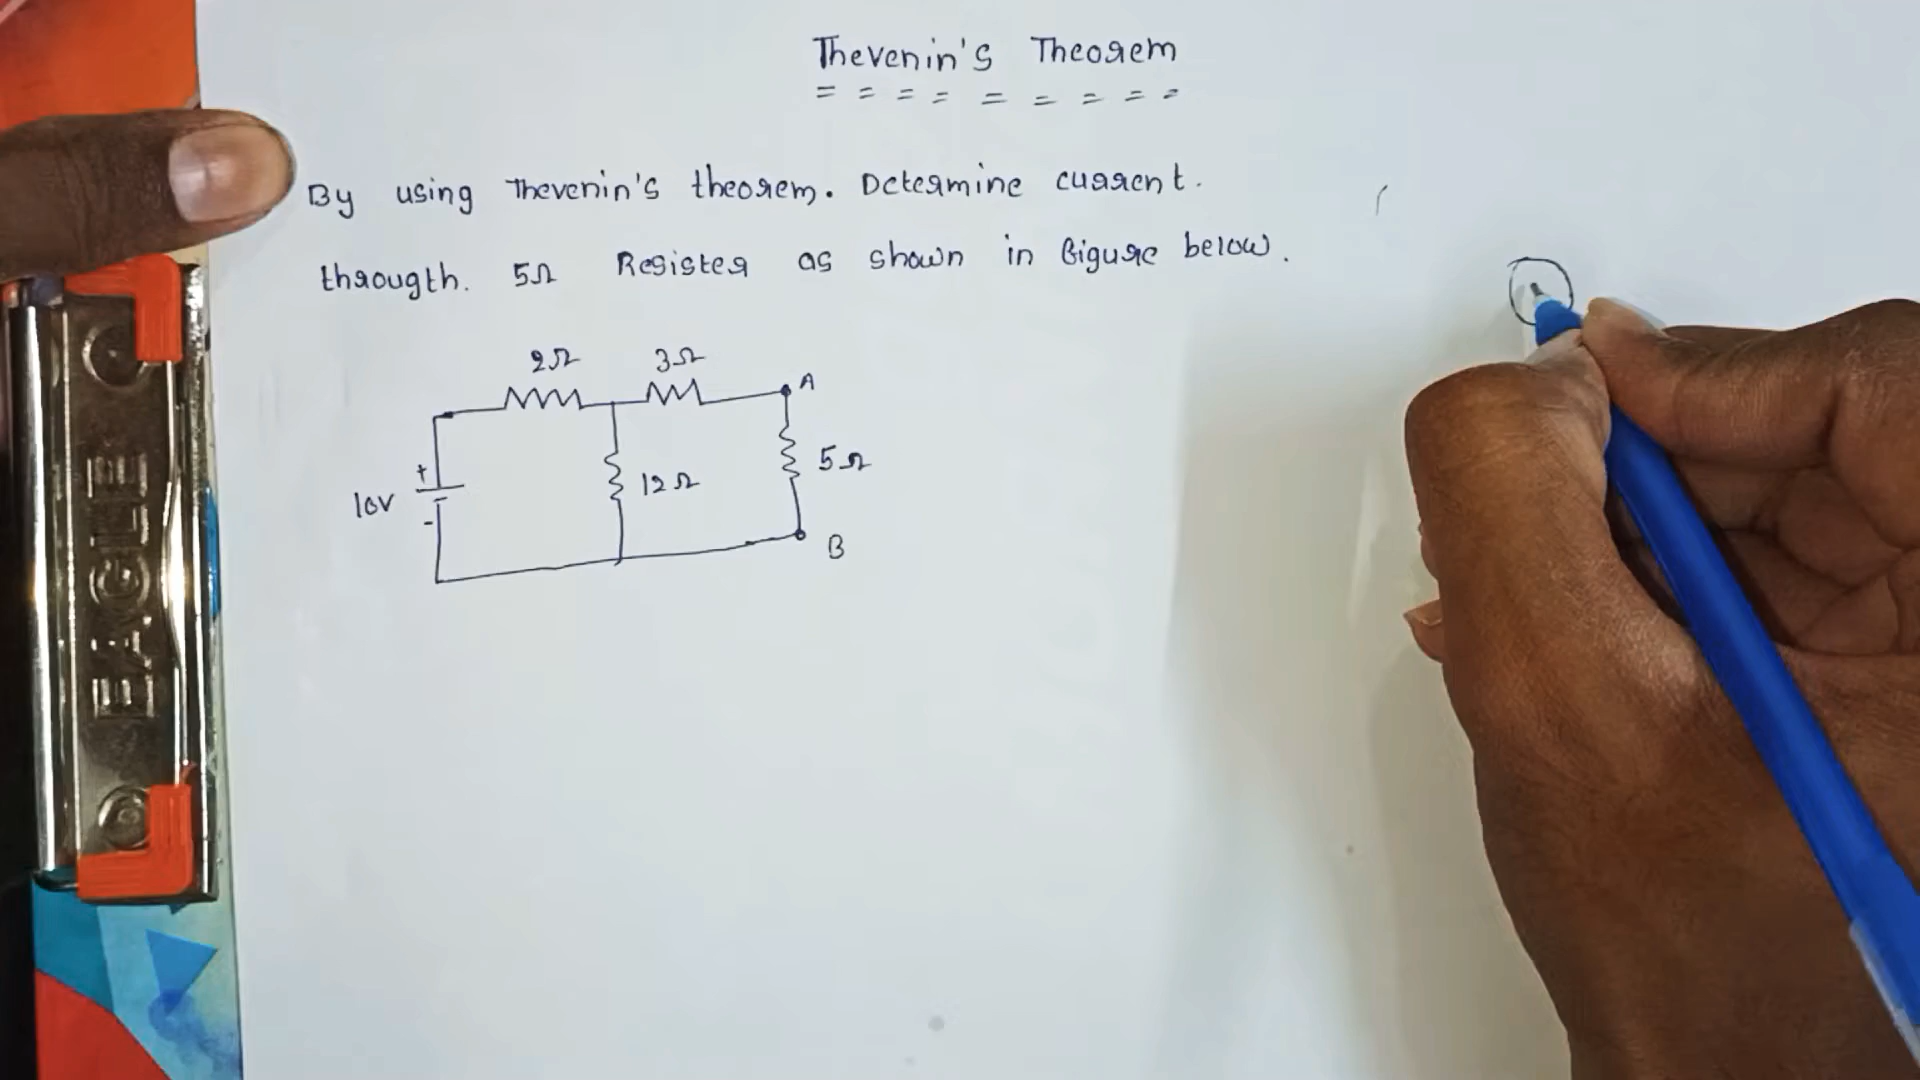 Thevenin's Theorem
By using Thevenin's theorem. Determine current.
througth. 5Ω Resister as shown in figure below.
2Ω 3Ω
A
+
10V
-
12Ω
5Ω
B
EAGLE